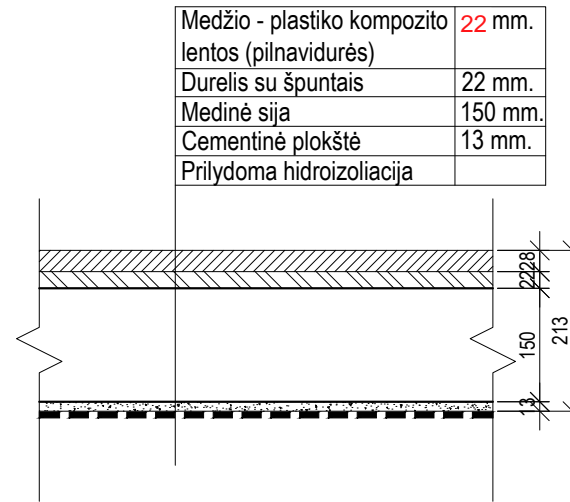 Medžio - plastiko kompozito 22 mm.
lentos (pilnavidurės)
Durelis su špuntais 22 mm.
Medinė sija 150 mm.
Cementinė plokštė 13 mm.
Prilydoma hidroizoliacija
28
22
150
213
13